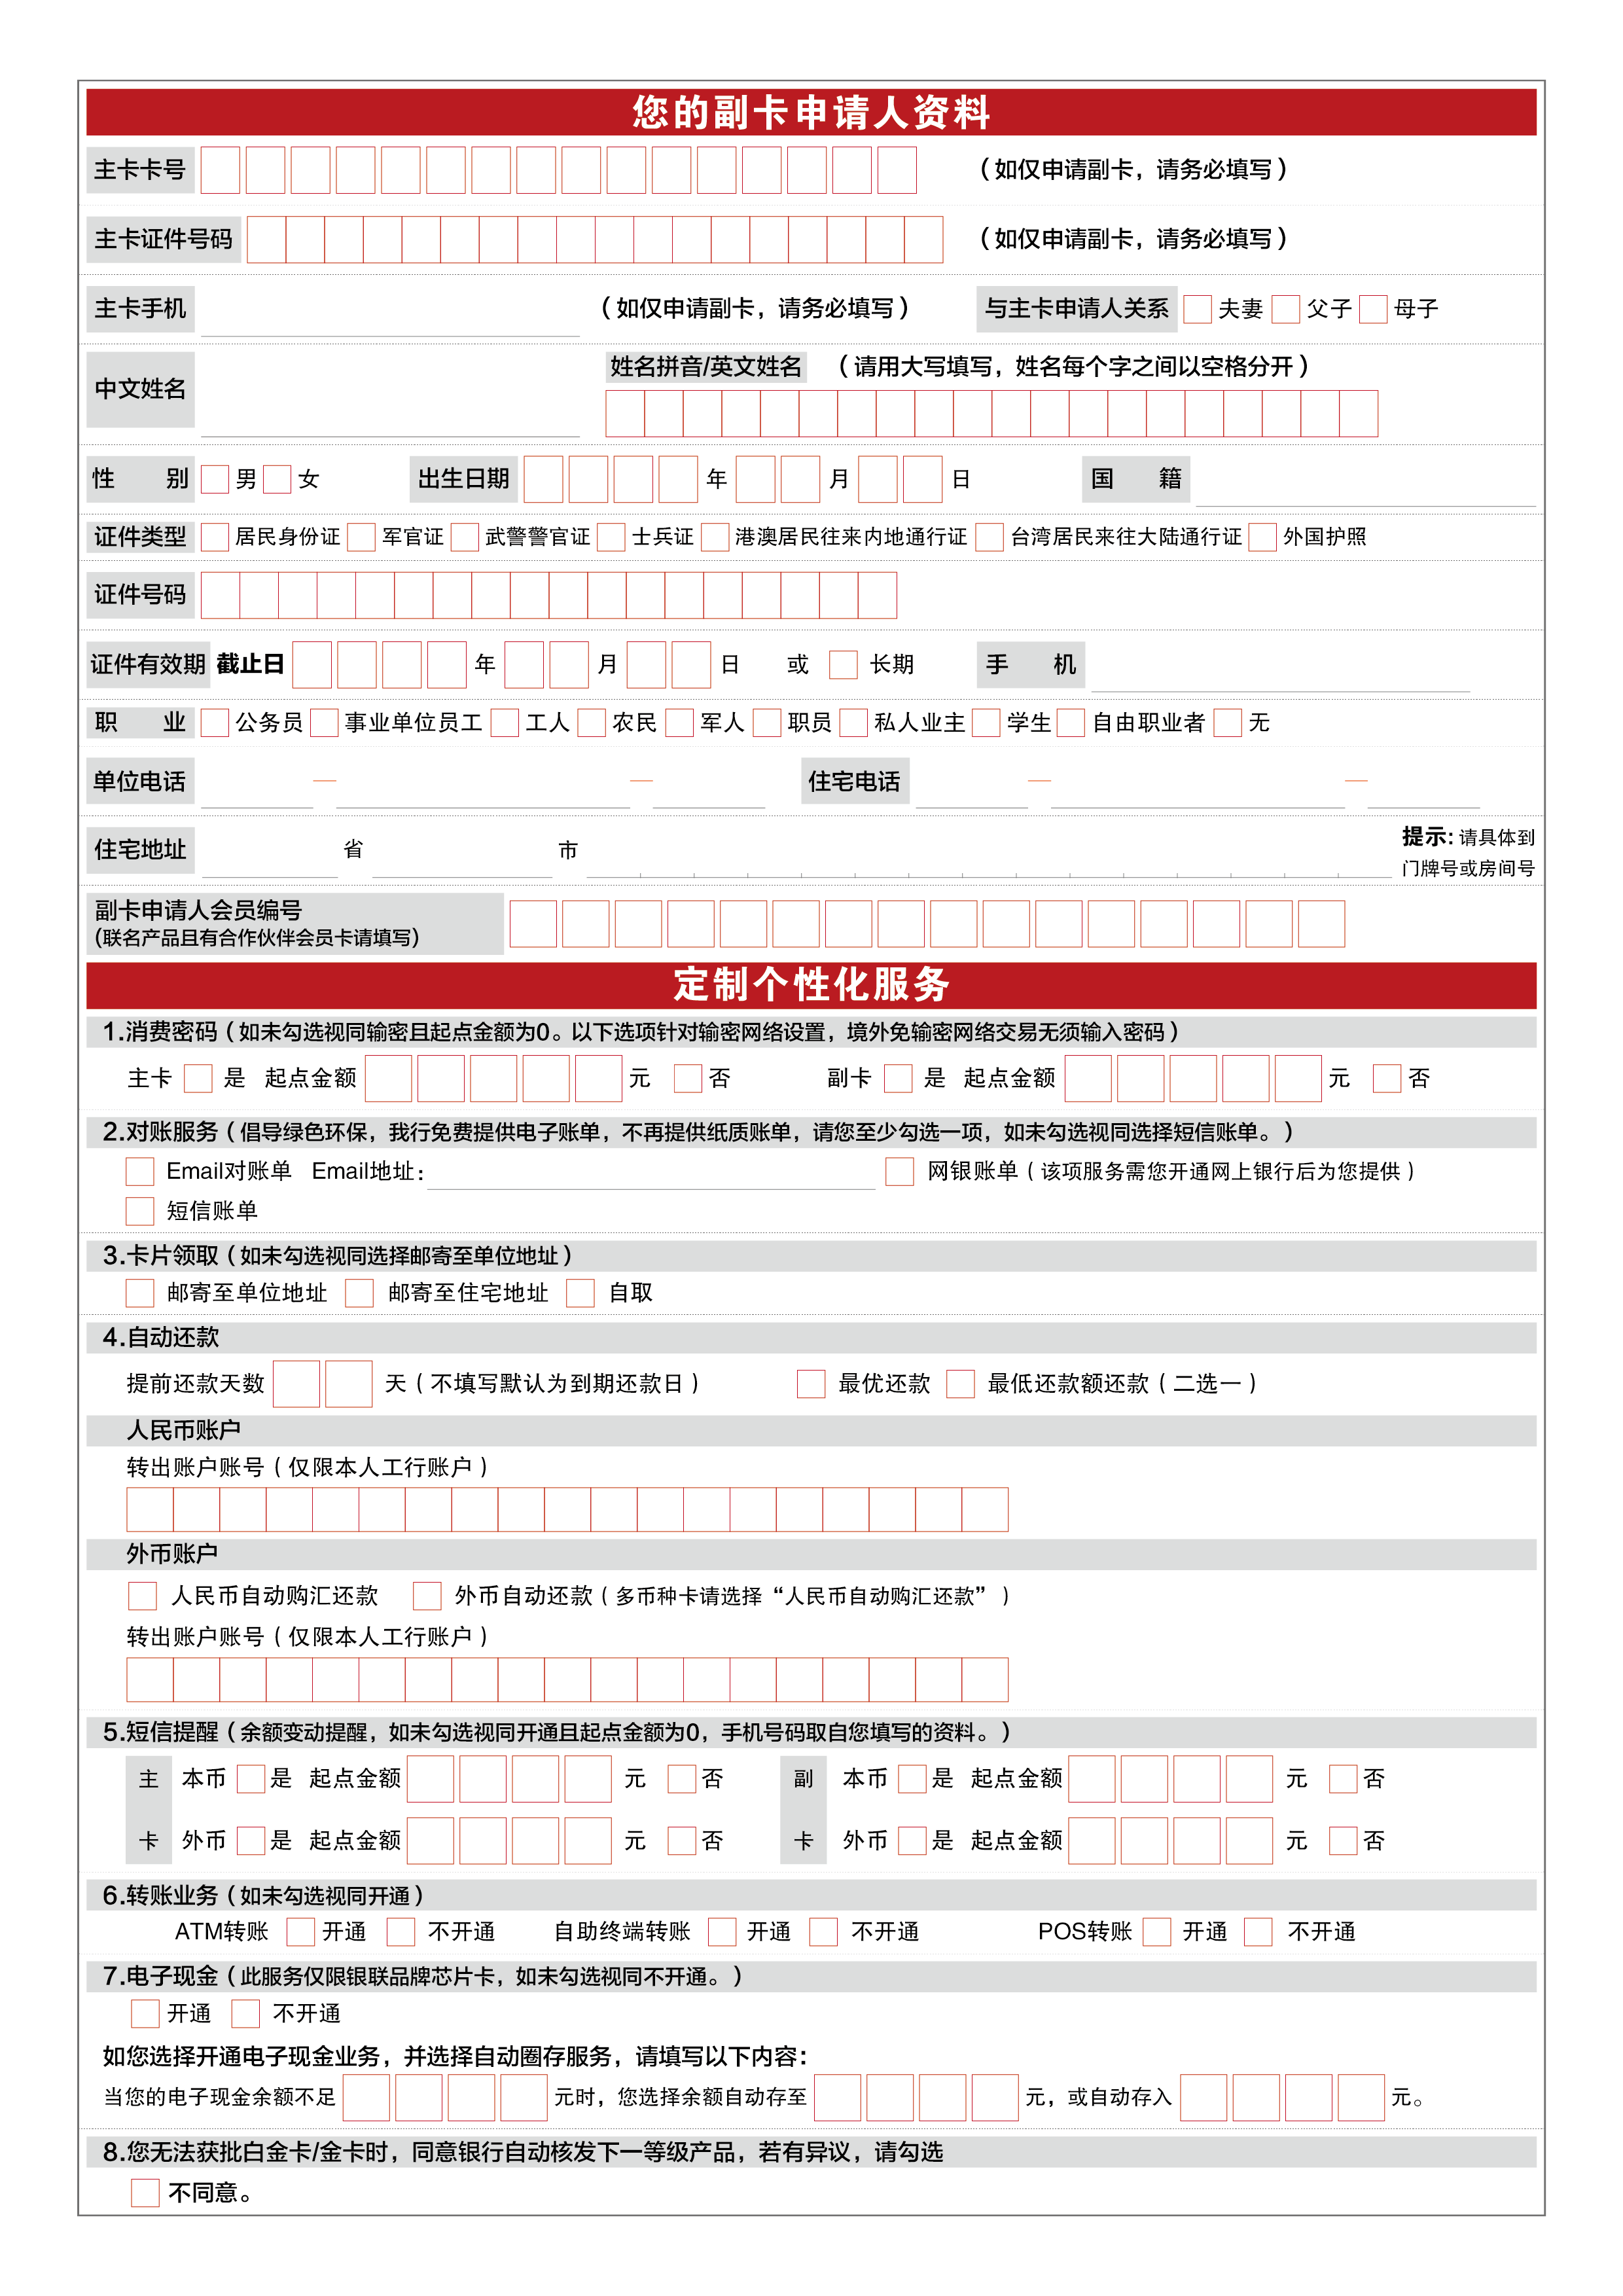 您的副卡申请人资料
主卡卡号 （如仅申请副卡，请务必填写）
主卡证件号码 （如仅申请副卡，请务必填写）
主卡手机 （如仅申请副卡，请务必填写） 与主卡申请人关系 夫妻 父子 母子
中文姓名 姓名拼音/英文姓名 （请用大写填写，姓名每个字之间以空格分开）
性 别 男 女 出生日期 年 月 日 国 籍
证件类型 居民身份证 军官证 武警警官证 士兵证 港澳居民往来内地通行证 台湾居民来往大陆通行证 外国护照
证件号码
证件有效期 截止日 年 月 日 或 长期 手 机
职 业 公务员 事业单位员工 工人 农民 军人 职员 私人业主 学生 自由职业者 无
单位电话 — — 住宅电话 — —
住宅地址 省 市 提示: 请具体到
门牌号或房间号
副卡申请人会员编号
(联名产品且有合作伙伴会员卡请填写)
定制个性化服务
1.消费密码（如未勾选视同输密且起点金额为0。以下选项针对输密网络设置，境外免输密网络交易无须输入密码）
主卡 是 起点金额 元 否 副卡 是 起点金额 元 否
2.对账服务（倡导绿色环保，我行免费提供电子账单，不再提供纸质账单，请您至少勾选一项，如未勾选视同选择短信账单。）
Email对账单 Email地址: 网银账单（该项服务需您开通网上银行后为您提供）
短信账单
3.卡片领取（如未勾选视同选择邮寄至单位地址）
邮寄至单位地址 邮寄至住宅地址 自取
4.自动还款
提前还款天数 天（不填写默认为到期还款日） 最优还款 最低还款额还款（二选一）
人民币账户
转出账户账号（仅限本人工行账户）
外币账户
人民币自动购汇还款 外币自动还款（多币种卡请选择“人民币自动购汇还款”）
转出账户账号（仅限本人工行账户）
5.短信提醒（余额变动提醒，如未勾选视同开通且起点金额为0，手机号码取自您填写的资料。）
主 本币 是 起点金额 元 否 副 本币 是 起点金额 元 否
卡 外币 是 起点金额 元 否 卡 外币 是 起点金额 元 否
6.转账业务（如未勾选视同开通）
ATM转账 开通 不开通 自助终端转账 开通 不开通 POS转账 开通 不开通
7.电子现金（此服务仅限银联品牌芯片卡，如未勾选视同不开通。）
开通 不开通
如您选择开通电子现金业务，并选择自动圈存服务，请填写以下内容：
当您的电子现金余额不足 元时，您选择余额自动存至 元，或自动存入 元。
8.您无法获批白金卡/金卡时，同意银行自动核发下一等级产品，若有异议，请勾选
不同意。